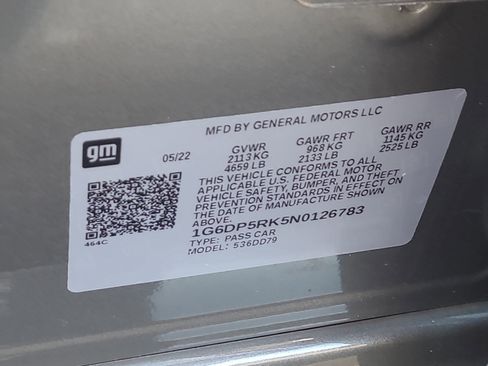 MFD BY GENERAL MOTORS LLC
gm
05/22
GVWR GAWR FRT GAWR RR
2113 KG 968 KG 1145 KG
4659 LB 2133 LB 2525 LB
THIS VEHICLE CONFORMS TO ALL
APPLICABLE U.S. FEDERAL MOTOR
VEHICLE SAFETY, BUMPER, AND THEFT
PREVENTION STANDARDS IN EFFECT ON
THE DATE OF MANUFACTURE SHOWN
ABOVE.
1G6DP5RK5N0126783
TYPE: PASS CAR
MODEL: 536DD79
464C